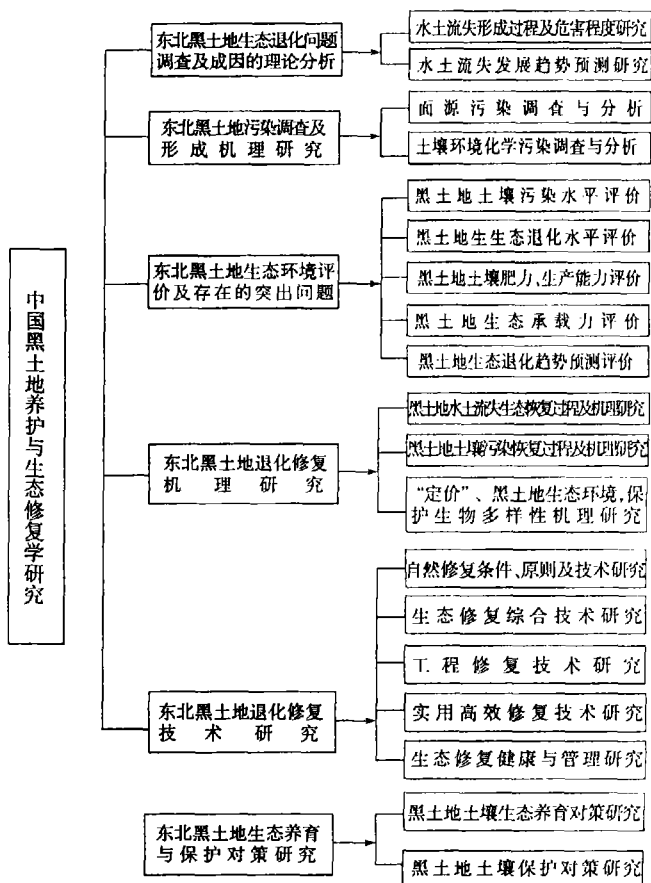 中国黑土地养护与生态修复学研究
东北黑土地生态退化问题
调查及成因的理论分析
水土流失形成过程及危害程度研究
水土流失发展趋势预测研究
东北黑土地污染调查及
形成机理研究
面源污染调查与分析
土壤环境化学污染调查与分析
东北黑土地生态环境评
价及存在的突出问题
黑土地土壤污染水平评价
黑土地生生态退化水平评价
黑土地土壤肥力、生产能力评价
黑土地生态承载力评价
黑土地生态退化趋势预测评价
东北黑土地退化修复
机理研究
黑土地水土流失生态恢复过程及机理研究
黑土地土壤污染恢复过程及机理研究
“定价”、黑土地生态环境,保
护生物多样性机理研究
东北黑土地退化修复
技术研究
自然修复条件、原则及技术研究
生态修复综合技术研究
工程修复技术研究
实用高效修复技术研究
生态修复健康与管理研究
东北黑土地生态养育
与保护对策研究
黑土地土壤生态养育对策研究
黑土地土壤保护对策研究